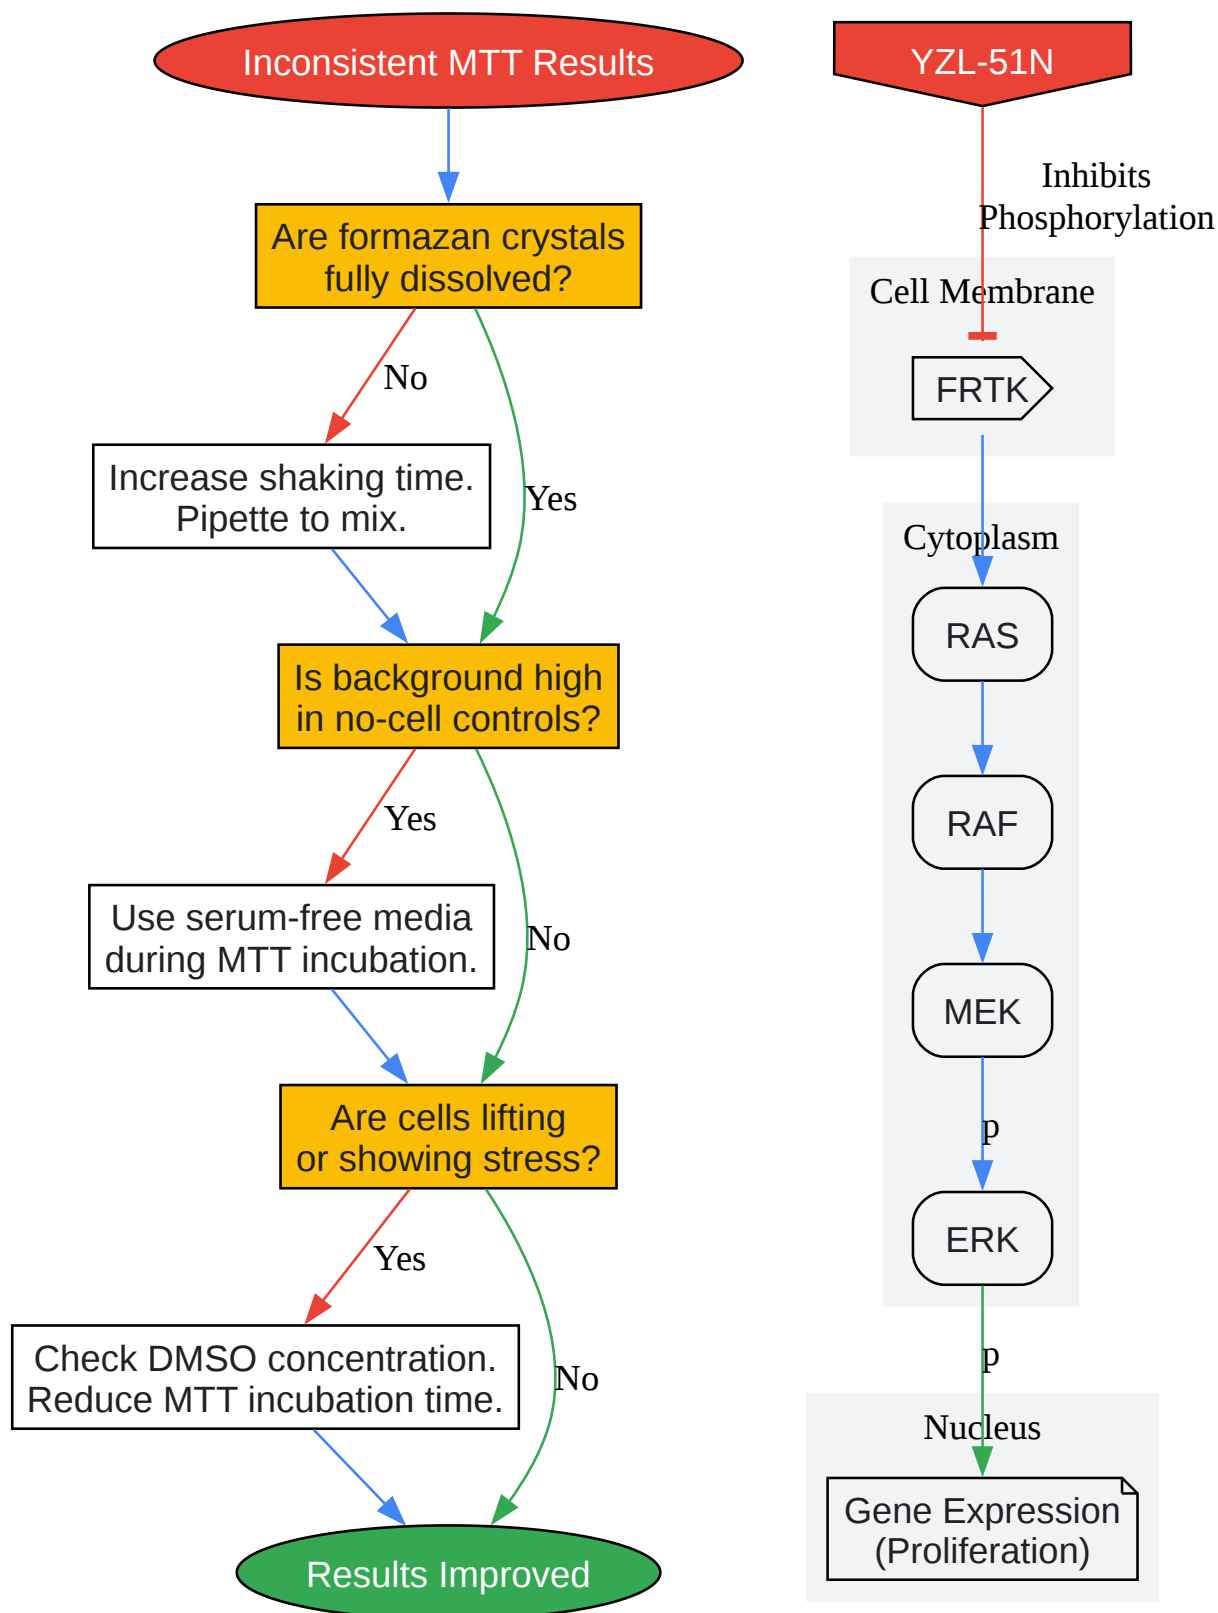 Inconsistent MTT Results
Are formazan crystals
fully dissolved?
No
Yes
Increase shaking time.
Pipette to mix.
Is background high
in no-cell controls?
Yes
No
Use serum-free media
during MTT incubation.
Are cells lifting
or showing stress?
Yes
No
Check DMSO concentration.
Reduce MTT incubation time.
Results Improved
YZL-51N
Inhibits
Phosphorylation
Cell Membrane
FRTK
Cytoplasm
RAS
RAF
MEK
p
ERK
p
Nucleus
Gene Expression
(Proliferation)